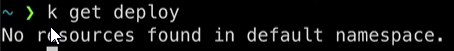 ~ ❯ k get deploy
No resources found in default namespace.